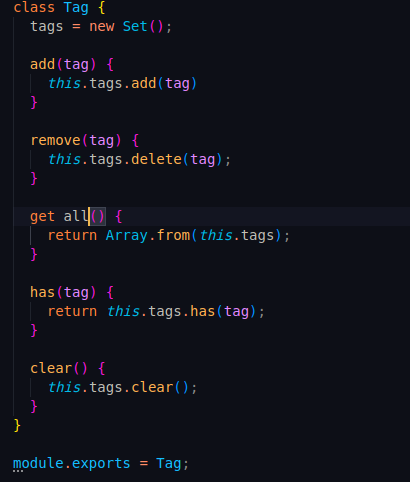 class Tag {
  tags = new Set();

  add(tag) {
    this.tags.add(tag)
  }

  remove(tag) {
    this.tags.delete(tag);
  }

  get all() {
    return Array.from(this.tags);
  }

  has(tag) {
    return this.tags.has(tag);
  }

  clear() {
    this.tags.clear();
  }
}

module.exports = Tag;